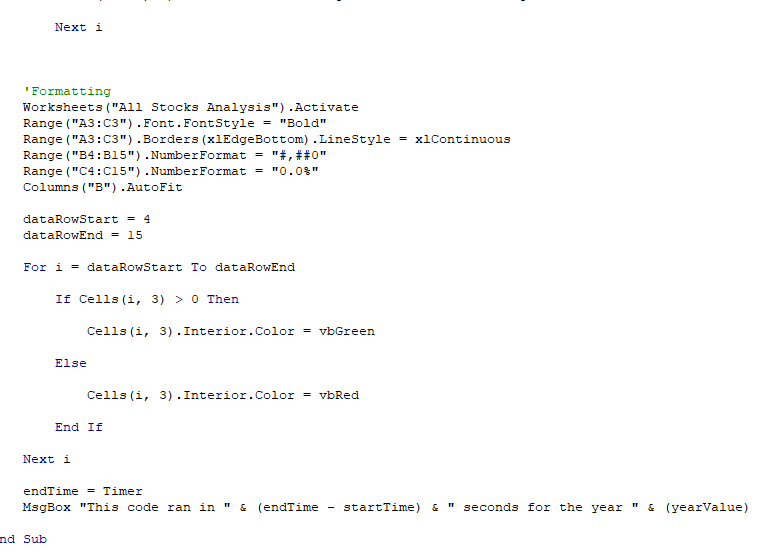 Next i
'Formatting
Worksheets("All Stocks Analysis").Activate
Range("A3:C3").Font.FontStyle = "Bold"
Range("A3:C3").Borders(xlEdgeBottom).LineStyle = xlContinuous
Range("B4:B15").NumberFormat = "#,##0"
Range("C4:C15").NumberFormat = "0.0%"
Columns("B").AutoFit
dataRowStart = 4
dataRowEnd = 15
For i = dataRowStart To dataRowEnd
If Cells(i, 3) > 0 Then
Cells(i, 3).Interior.Color = vbGreen
Else
Cells(i, 3).Interior.Color = vbRed
End If
Next i
endTime = Timer
MsgBox "This code ran in " & (endTime - startTime) & " seconds for the year " & (yearValue)
nd Sub